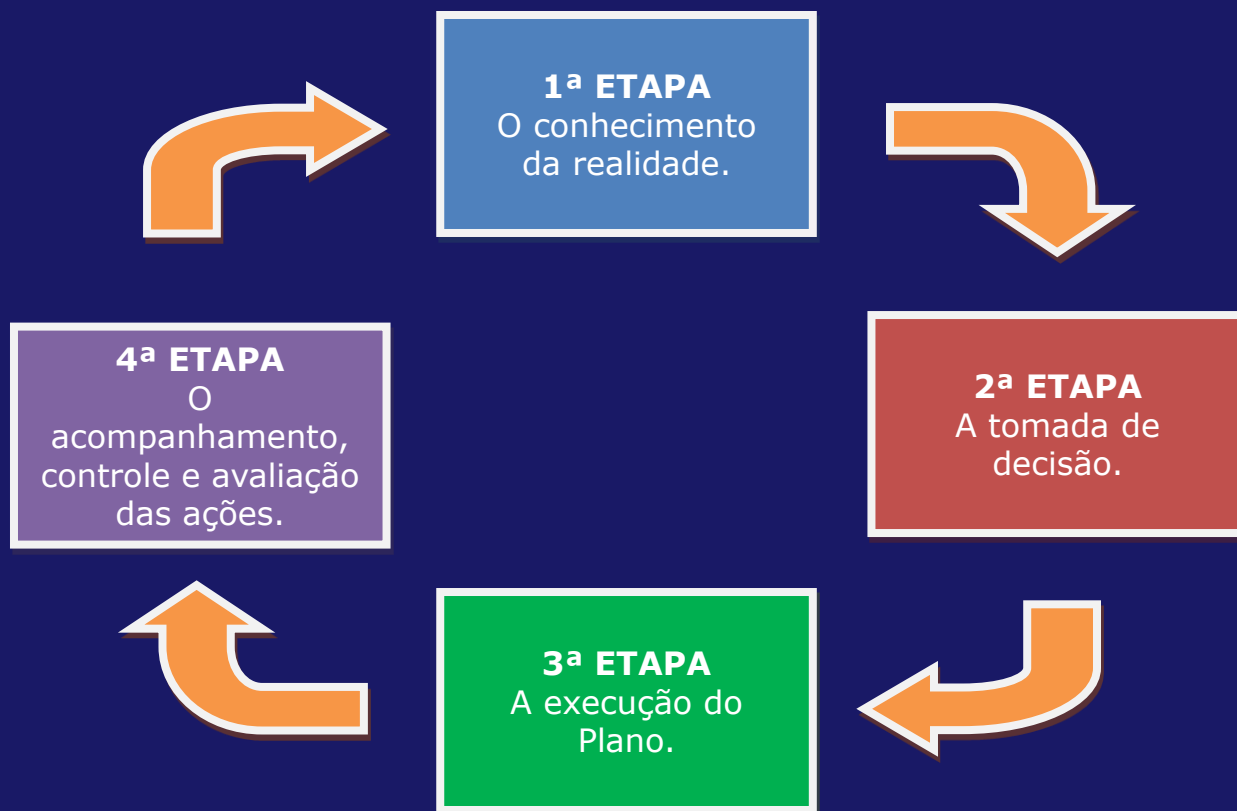 1ª ETAPA
O conhecimento
da realidade.
2ª ETAPA
A tomada de
decisão.
3ª ETAPA
A execução do
Plano.
4ª ETAPA
O
acompanhamento,
controle e avaliação
das ações.